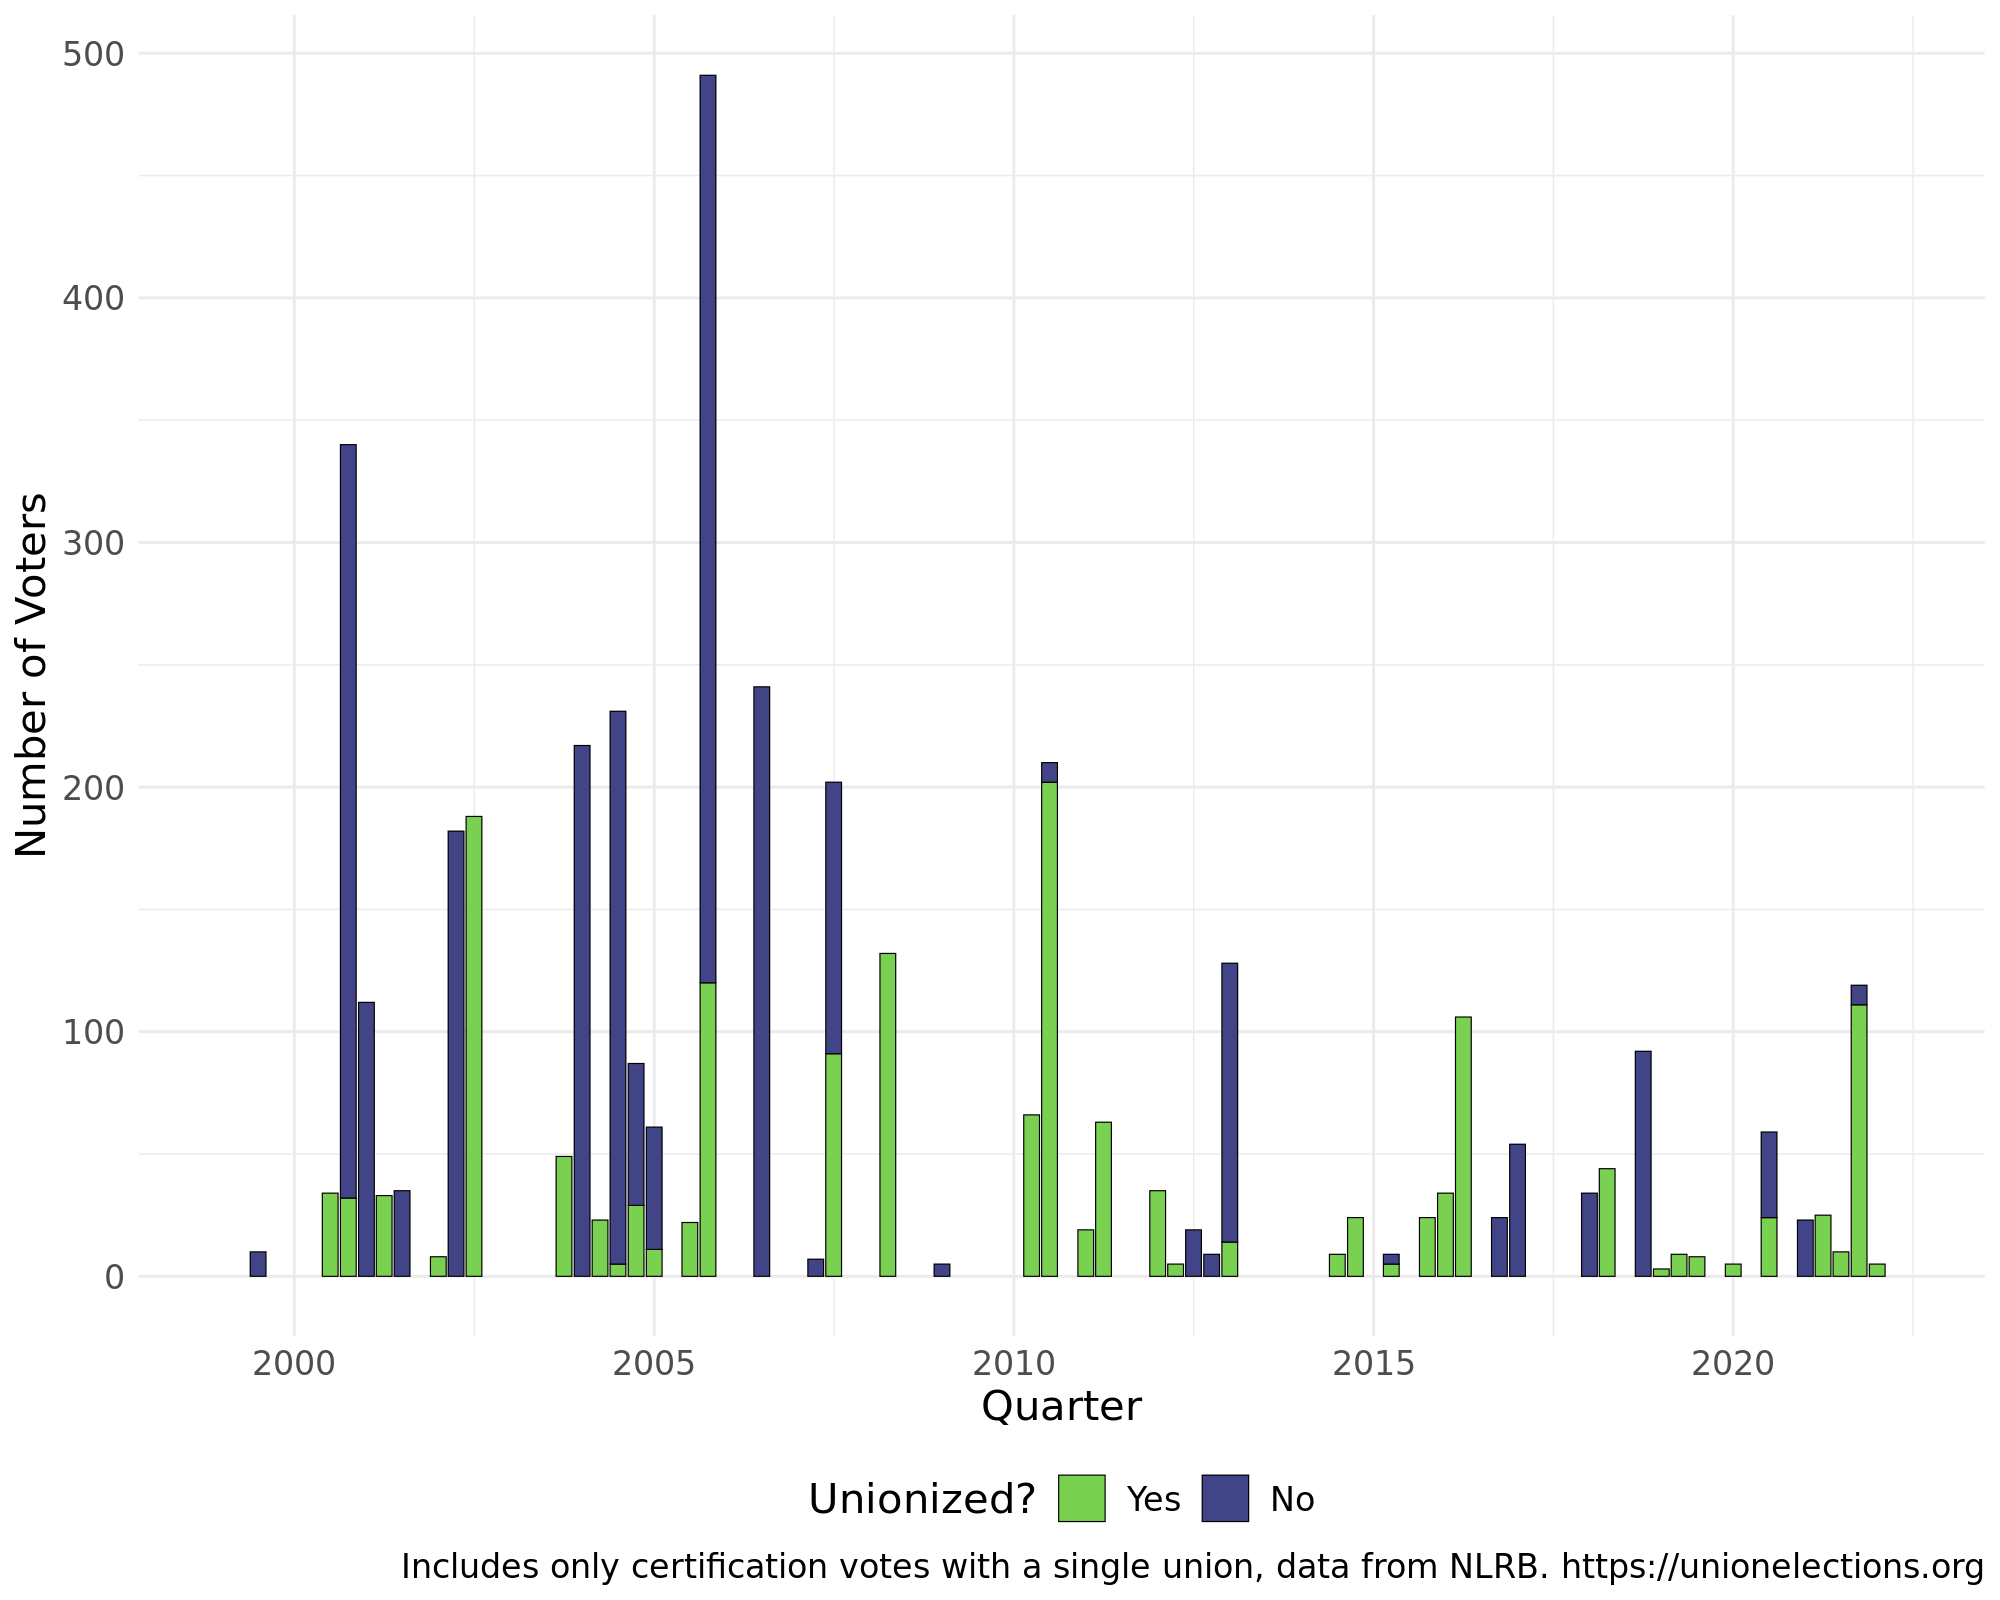 500
400
300
200
100
0
Number of Voters
2000 2005 2010 2015 2020
Quarter
Unionized? Yes No
Includes only certification votes with a single union, data from NLRB. https://unionelections.org